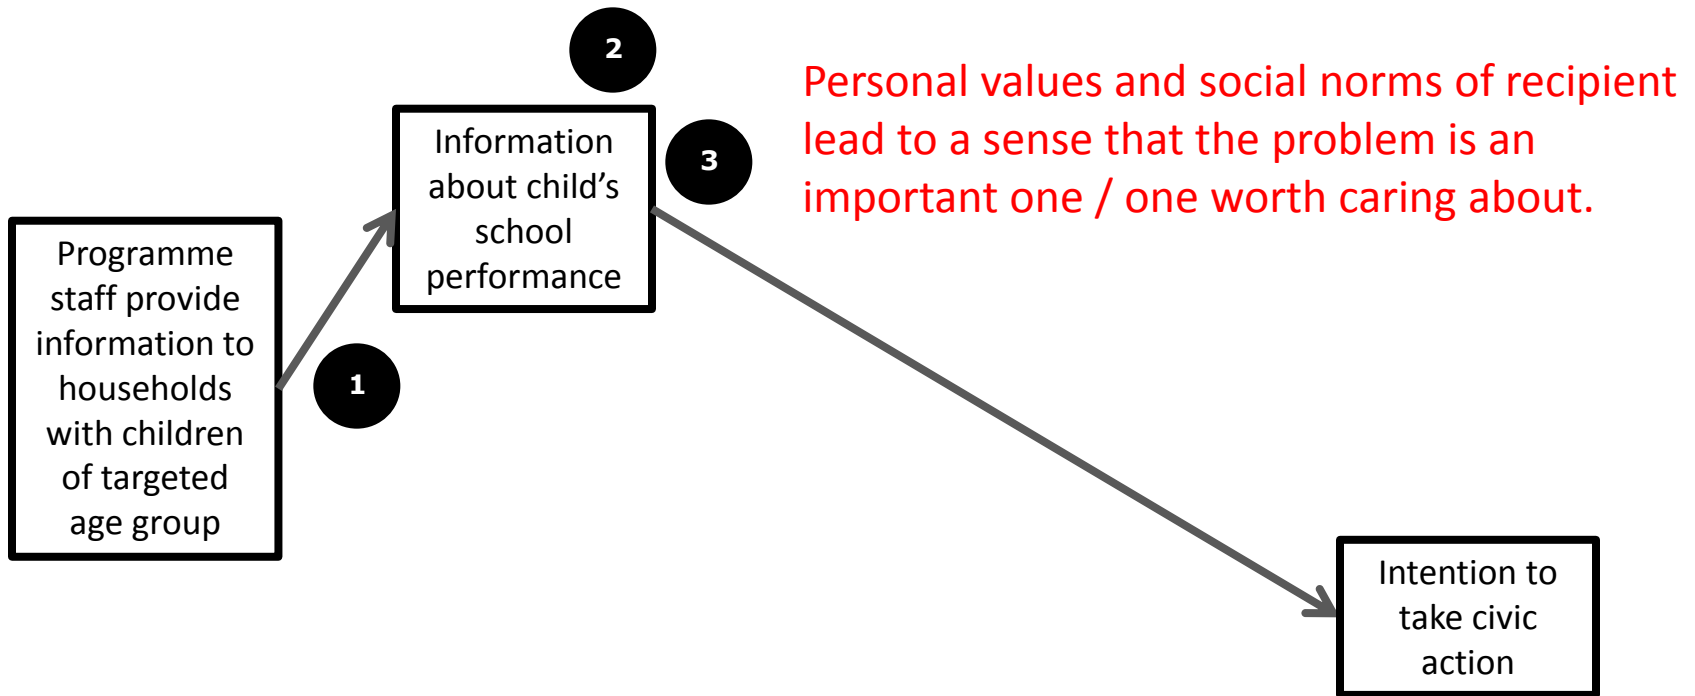 2
Personal values and social norms of recipient
lead to a sense that the problem is an
important one / one worth caring about.
Information
about child’s
school
performance
3
Programme
staff provide
information to
households
with children
of targeted
age group
1
Intention to
take civic
action